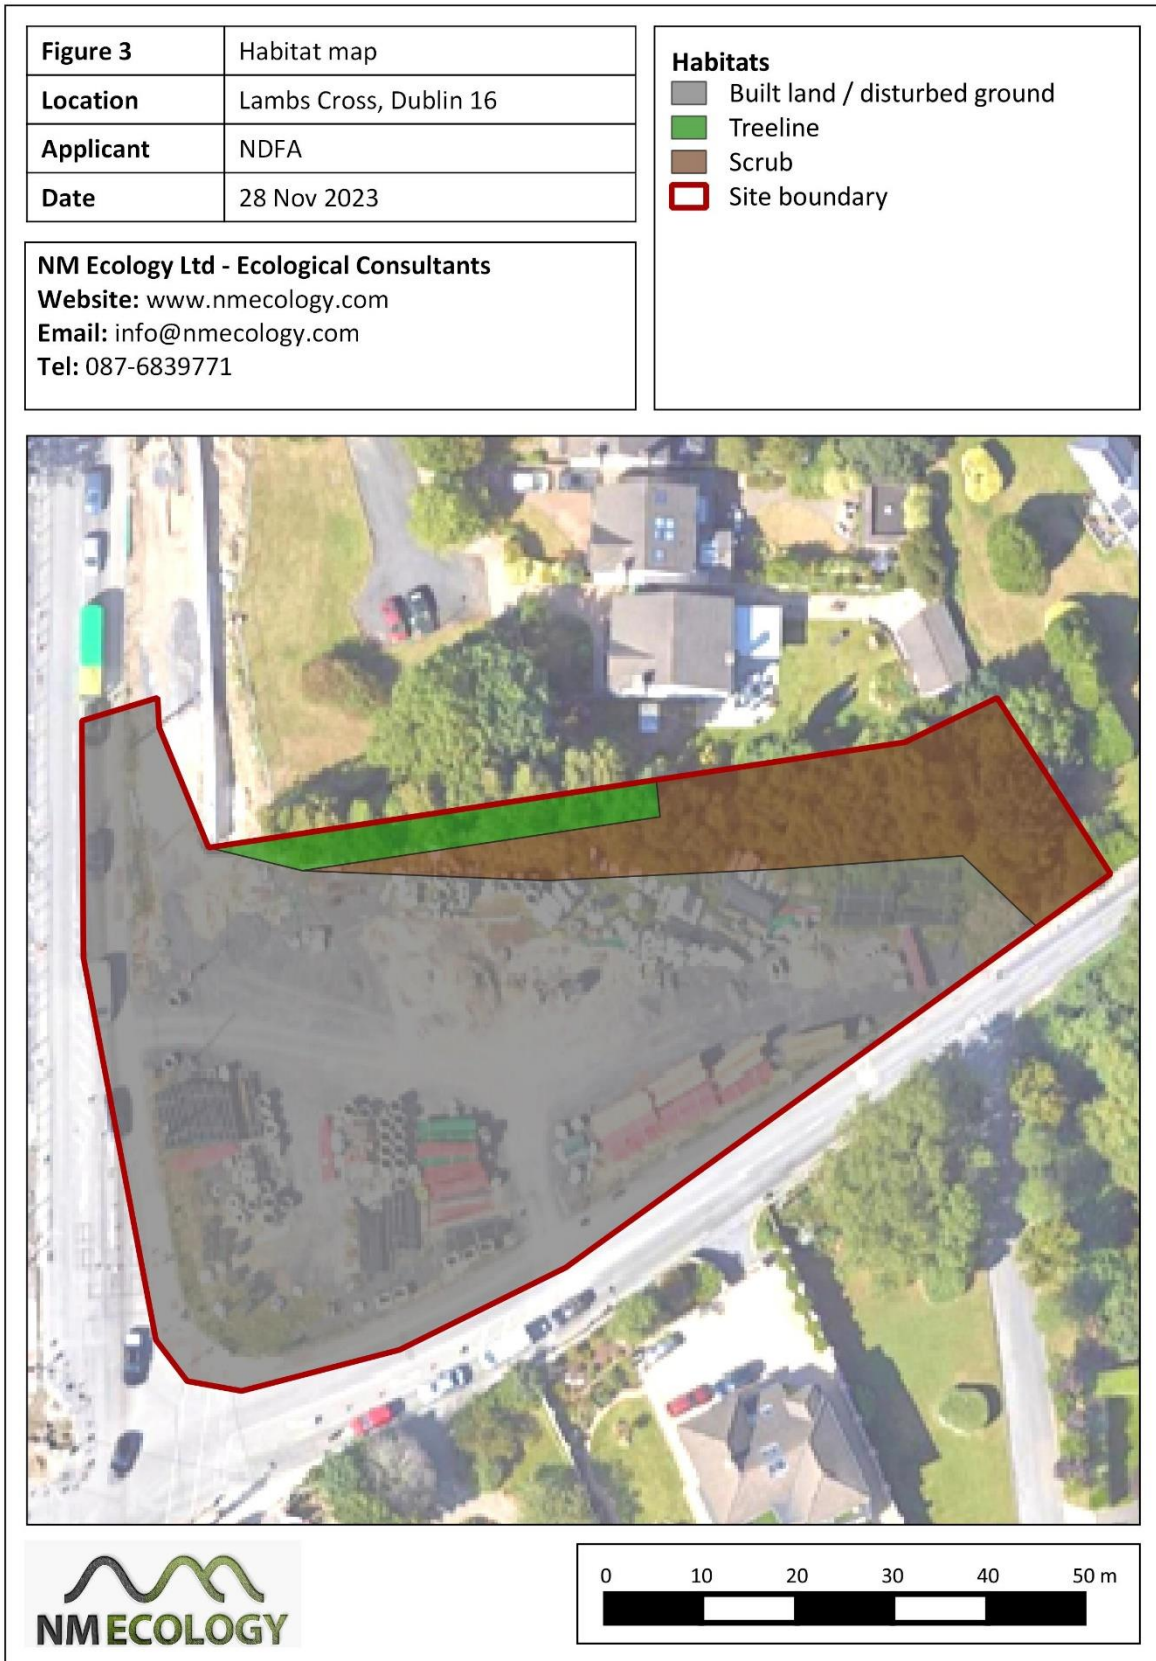 Figure 3 Habitat map
Location Lambs Cross, Dublin 16
Applicant NDFA
Date 28 Nov 2023
NM Ecology Ltd - Ecological Consultants
Website: www.nmecology.com
Email: info@nmecology.com
Tel: 087-6839771
Habitats
Built land / disturbed ground
Treeline
Scrub
Site boundary
NMECOLOGY
0 10 20 30 40 50 m